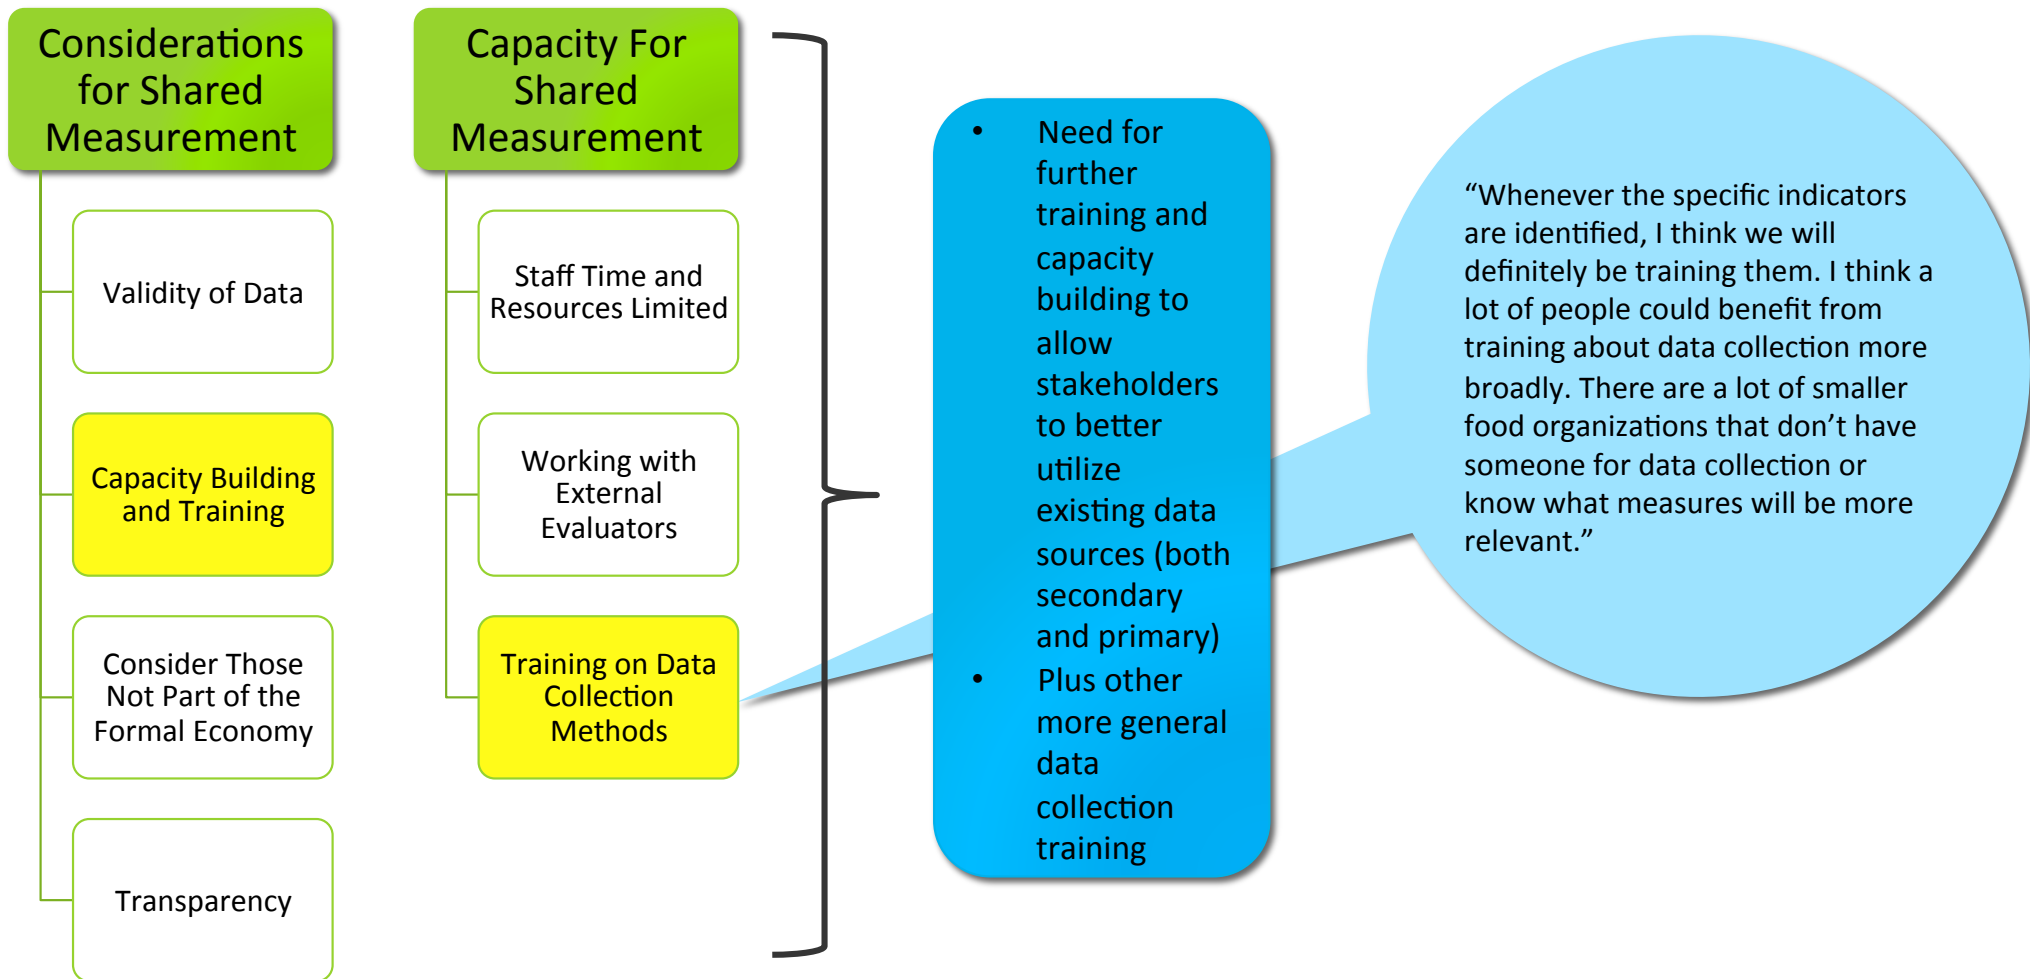 Considerations
for Shared
Measurement
Validity of Data
Capacity Building
and Training
Consider Those
Not Part of the
Formal Economy
Transparency
Capacity For
Shared
Measurement
Staff Time and
Resources Limited
Working with
External
Evaluators
Training on Data
Collection
Methods
• Need for
further
training and
capacity
building to
allow
stakeholders
to better
utilize
existing data
sources (both
secondary
and primary)
• Plus other
more general
data
collection
training
“Whenever the specific indicators
are identified, I think we will
definitely be training them. I think a
lot of people could benefit from
training about data collection more
broadly. There are a lot of smaller
food organizations that don’t have
someone for data collection or
know what measures will be more
relevant.”